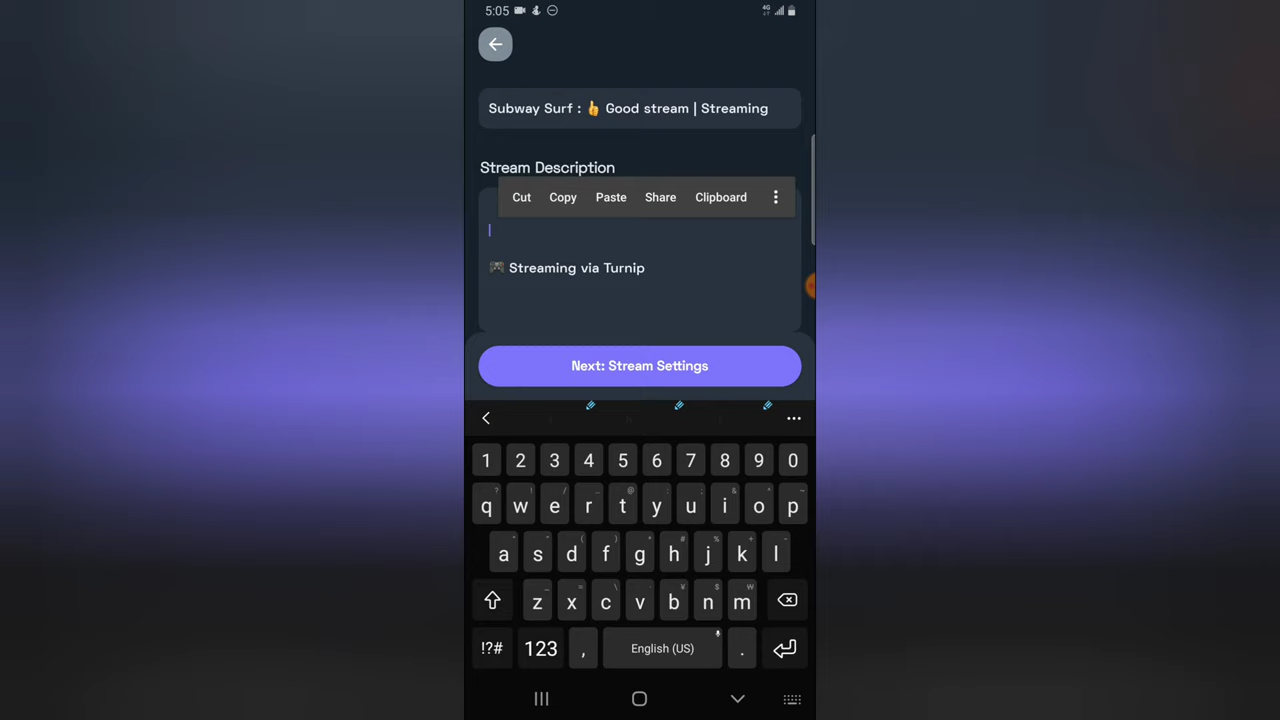 5:05
4G
Subway Surf : 👍 Good stream | Streaming
Stream Description
Cut Copy Paste Share Clipboard
🎮 Streaming via Turnip
Next: Stream Settings
1 2 3 4 5 6 7 8 9 0
q w e r t y u i o p
a s d f g h j k l
z x c v b n m
!?# 123 , English (US) .